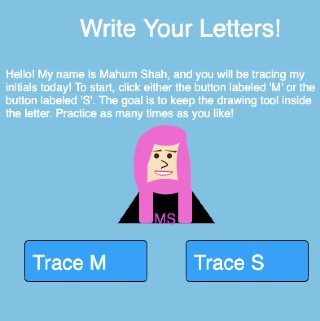 Write Your Letters!
Hello! My name is Mahum Shah, and you will be tracing my
initials today! To start, click either the button labeled 'M' or the
button labeled 'S'. The goal is to keep the drawing tool inside
the letter. Practice as many times as you like!
MS
Trace M
Trace S